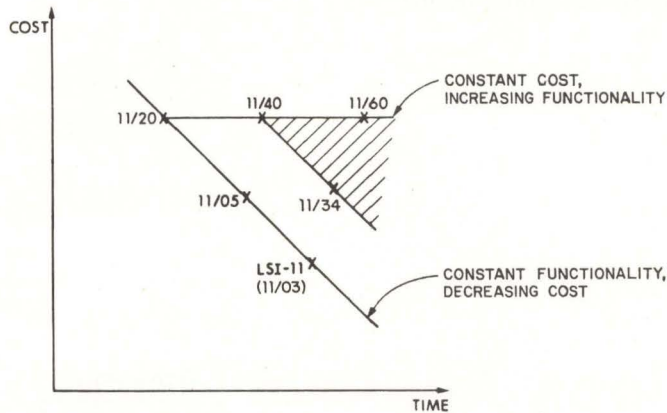 COST
CONSTANT COST,
INCREASING FUNCTIONALITY
11/20
11/40
11/60
11/05
11/34
LSI-11
(11/03)
CONSTANT FUNCTIONALITY,
DECREASING COST
TIME